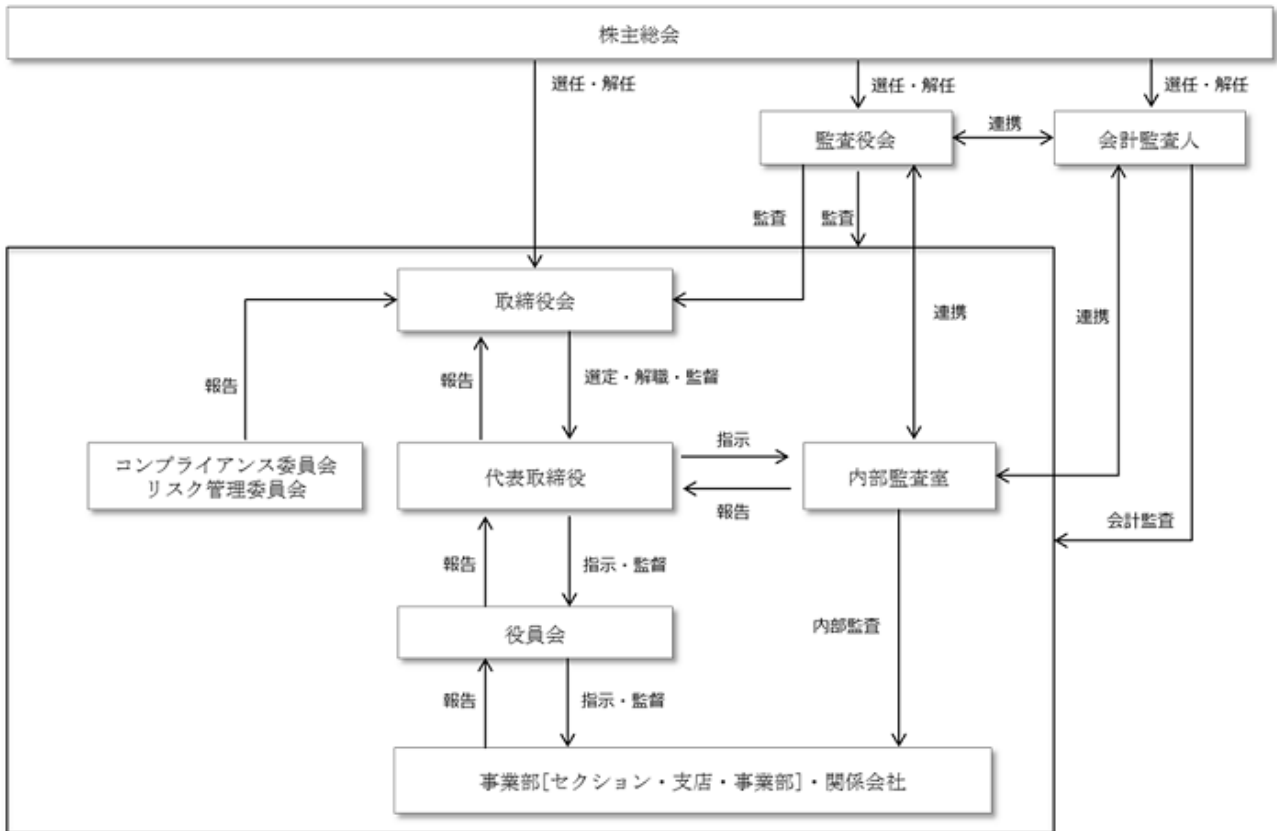 株主総会
選任・解任
選任・解任
選任・解任
監査役会
連携
会計監査人
監査
監査
取締役会
連携
連携
報告
報告
選定・解職・監督
コンプライアンス委員会
リスク管理委員会
代表取締役
指示
報告
内部監査室
会計監査
報告
指示・監督
役員会
内部監査
報告
指示・監督
事業部[セクション・支店・事業部]・関係会社